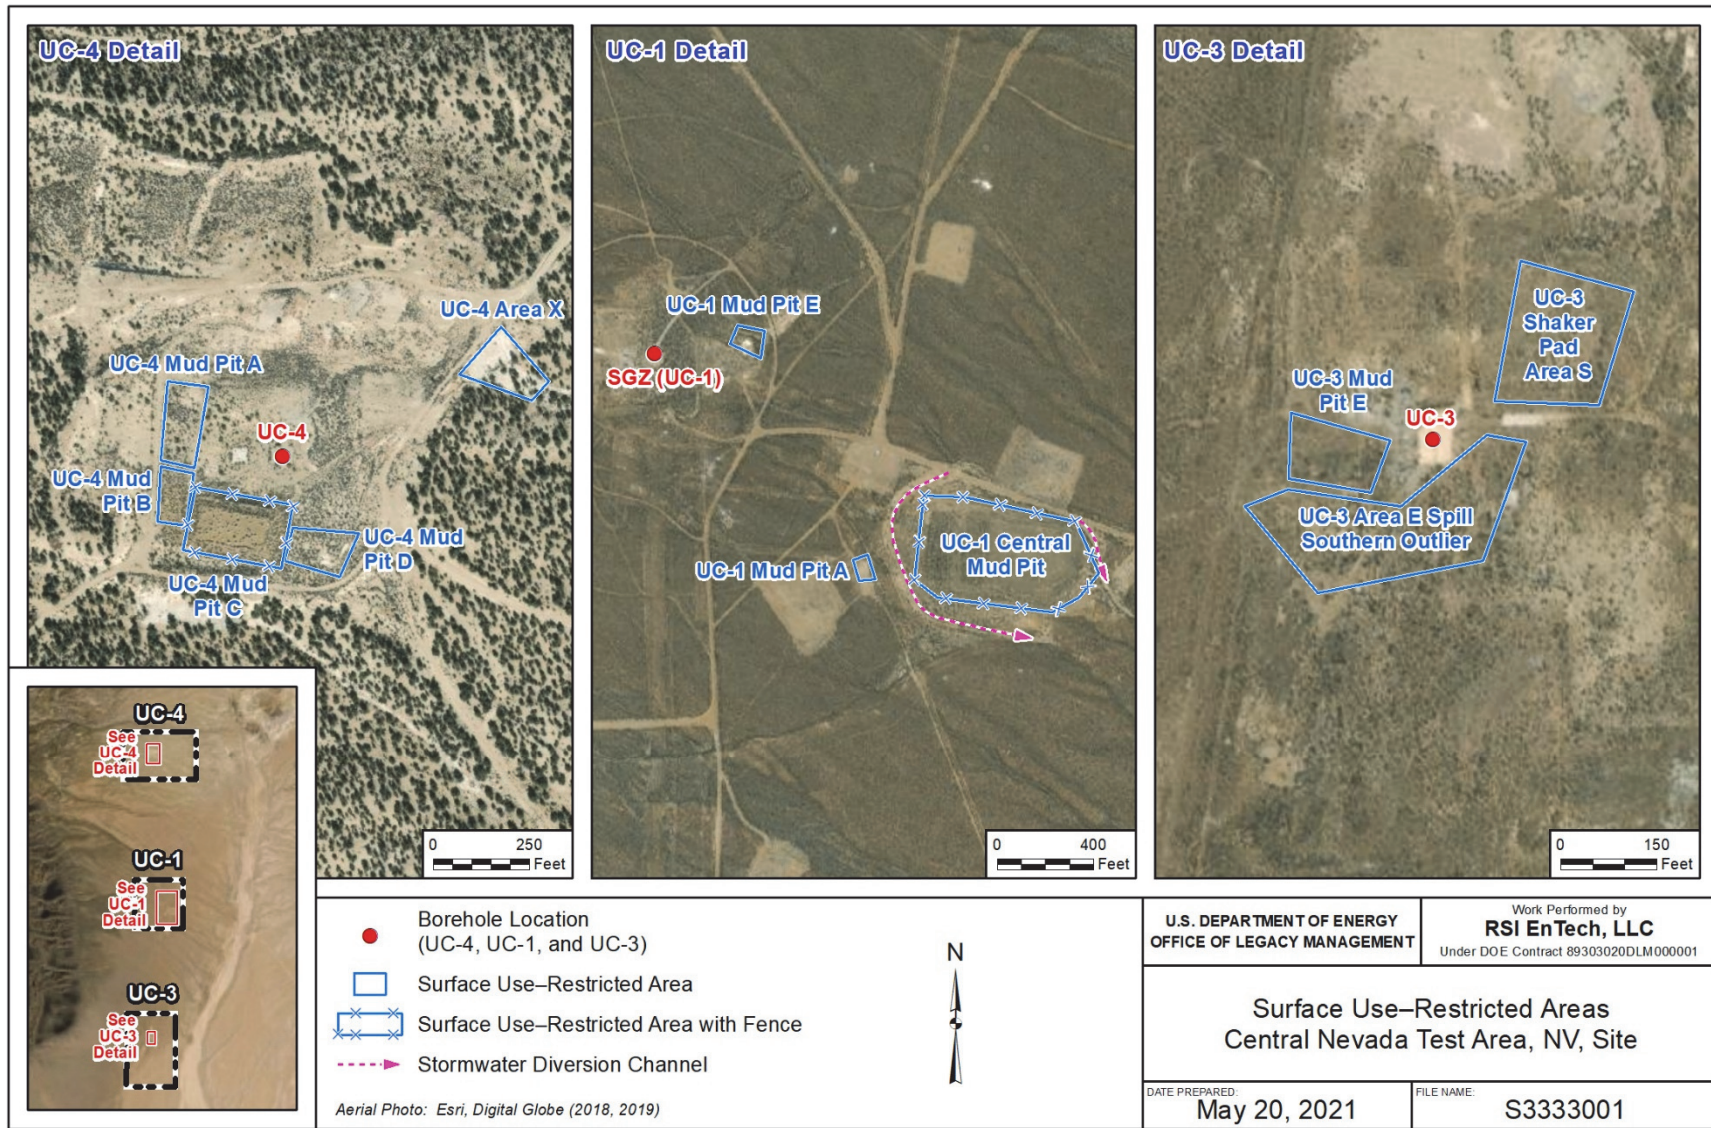 UC-4 Detail
UC-4 Area X
UC-4 Mud Pit A
UC-4
UC-4 Mud
Pit B
UC-4 Mud
Pit D
UC-4 Mud
Pit C
0 250
Feet
UC-1 Detail
UC-1 Mud Pit E
SGZ (UC-1)
UC-1 Central
Mud Pit
UC-1 Mud Pit A
0 400
Feet
UC-3 Detail
UC-3
Shaker
Pad
Area S
UC-3 Mud
Pit E
UC-3
UC-3 Area E Spill
Southern Outlier
0 150
Feet
UC-4
See
UC-4
Detail
UC-1
See
UC-1
Detail
UC-3
See
UC-3
Detail
Borehole Location
(UC-4, UC-1, and UC-3)
Surface Use–Restricted Area
Surface Use–Restricted Area with Fence
Stormwater Diversion Channel
Aerial Photo: Esri, Digital Globe (2018, 2019)
N
U.S. DEPARTMENT OF ENERGY
OFFICE OF LEGACY MANAGEMENT
Work Performed by
RSI EnTech, LLC
Under DOE Contract 89303020DLM000001
Surface Use–Restricted Areas
Central Nevada Test Area, NV, Site
DATE PREPARED:
May 20, 2021
FILE NAME:
S3333001